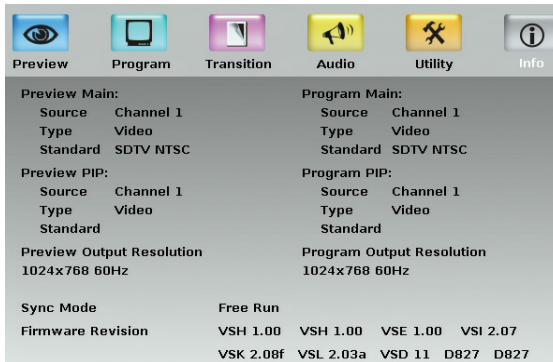 Preview Program Transition Audio Utility Info
Preview Main: Program Main:
Source Channel 1 Source Channel 1
Type Video Type Video
Standard SDTV NTSC Standard SDTV NTSC
Preview PIP: Program PIP:
Source Channel 1 Source Channel 1
Type Video Type Video
Standard Standard
Preview Output Resolution Program Output Resolution
1024x768 60Hz 1024x768 60Hz
Sync Mode Free Run
Firmware Revision VSH 1.00 VSH 1.00 VSE 1.00 VSI 2.07
VSK 2.08f VSL 2.03a VSD 11 D827 D827